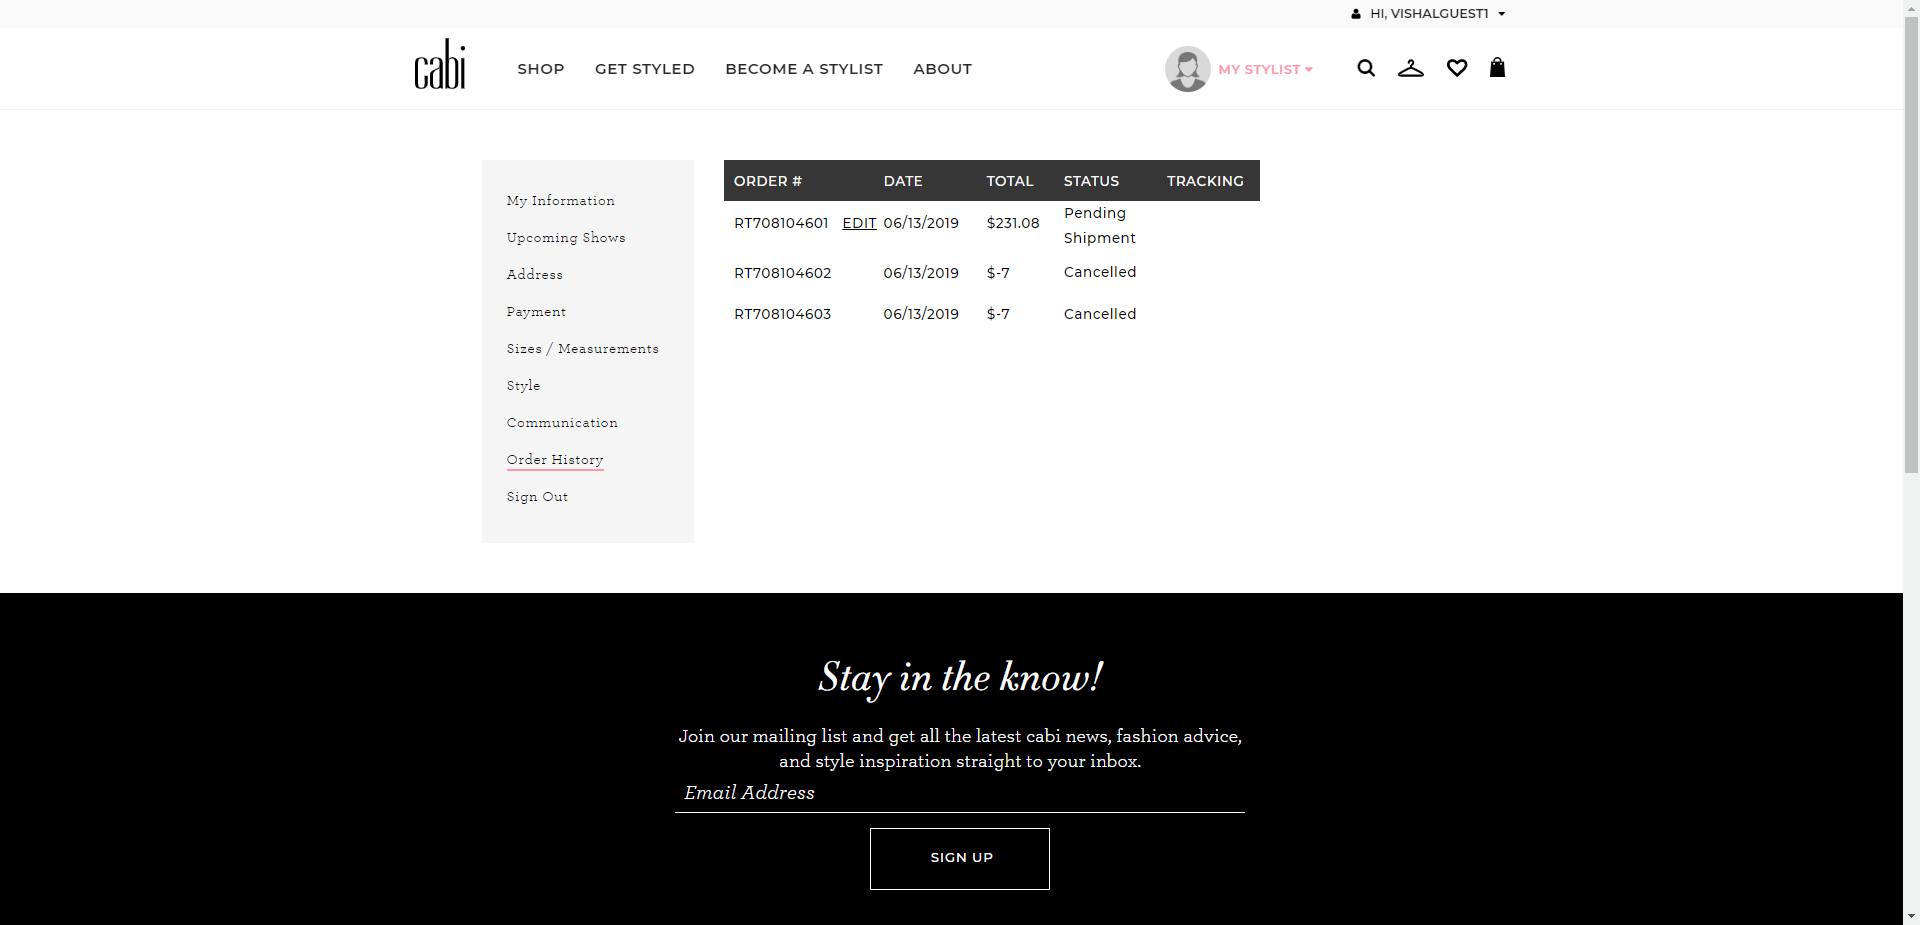 HI, VISHALGUEST1
cabi
SHOP GET STYLED BECOME A STYLIST ABOUT MY STYLIST
My Information
Upcoming Shows
Address
Payment
Sizes / Measurements
Style
Communication
Order History
Sign Out
ORDER # DATE TOTAL STATUS TRACKING
RT708104601 EDIT 06/13/2019 $231.08 Pending
Shipment
RT708104602 06/13/2019 $-7 Cancelled
RT708104603 06/13/2019 $-7 Cancelled
Stay in the know!
Join our mailing list and get all the latest cabi news, fashion advice,
and style inspiration straight to your inbox.
Email Address
SIGN UP